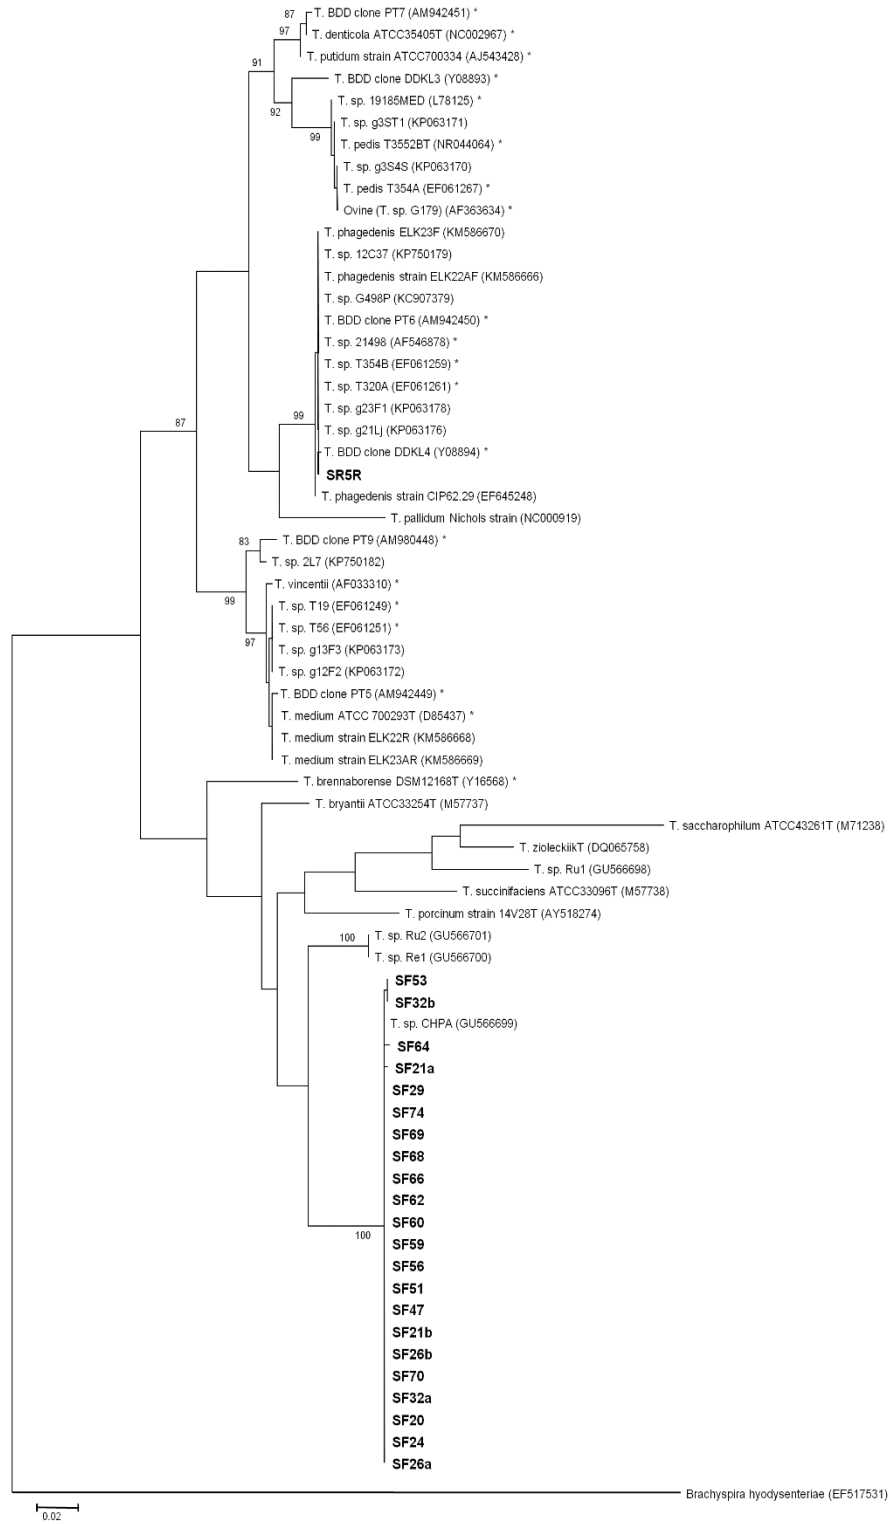 87
T. BDD clone PT7 (AM942451) *
97
T. denticola ATCC35405T (NC002967) *
T. putidum strain ATCC700334 (AJ543428) *
91
T. BDD clone DDKL3 (Y08893) *
92
T. sp. 19185MED (L78125) *
T. sp. g3ST1 (KP063171)
99
T. pedis T3552BT (NR044064) *
T. sp. g3S4S (KP063170)
T. pedis T354A (EF061267) *
Ovine (T. sp. G179) (AF363634) *
T. phagedenis ELK23F (KM586670)
T. sp. 12C37 (KP750179)
T. phagedenis strain ELK22AF (KM586666)
T. sp. G498P (KC907379)
T. BDD clone PT6 (AM942450) *
T. sp. 21498 (AF546878) *
T. sp. T354B (EF061259) *
T. sp. T320A (EF061261) *
T. sp. g23F1 (KP063178)
99
87
T. sp. g21Lj (KP063176)
T. BDD clone DDKL4 (Y08894) *
SR5R
T. phagedenis strain CIP62.29 (EF645248)
T. pallidum Nichols strain (NC000919)
83
T. BDD clone PT9 (AM980448) *
T. sp. 2L7 (KP750182)
T. vincentii (AF033310) *
99
T. sp. T19 (EF061249) *
T. sp. T56 (EF061251) *
97
T. sp. g13F3 (KP063173)
T. sp. g12F2 (KP063172)
T. BDD clone PT5 (AM942449) *
T. medium ATCC 700293T (D85437) *
T. medium strain ELK22R (KM586668)
T. medium strain ELK23AR (KM586669)
T. brennaborense DSM12168T (Y16568) *
T. bryantii ATCC33254T (M57737)
T. saccharophilum ATCC43261T (M71238)
T. zioleckiikT (DQ065758)
T. sp. Ru1 (GU566698)
T. succinifaciens ATCC33096T (M57738)
T. porcinum strain 14V28T (AY518274)
100
T. sp. Ru2 (GU566701)
T. sp. Re1 (GU566700)
SF53
SF32b
T. sp. CHPA (GU566699)
SF64
SF21a
SF29
SF74
SF69
SF68
SF66
SF62
SF60
100
SF59
SF56
SF51
SF47
SF21b
SF26b
SF70
SF32a
SF20
SF24
SF26a
Brachyspira hyodysenteriae (EF517531)
0.02